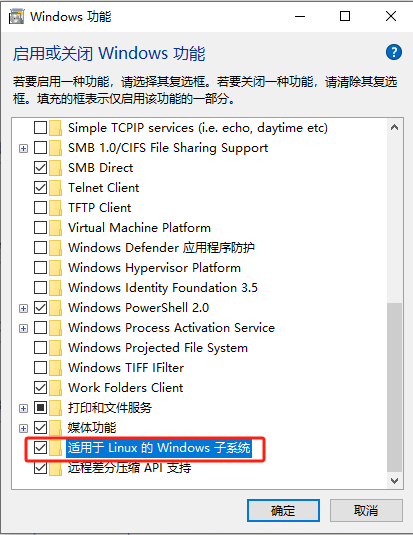 Windows 功能
启用或关闭 Windows 功能
?
若要启用一种功能，请选择其复选框。若要关闭一种功能，请清除其复选
框。填充的框表示仅启用该功能的一部分。
Simple TCPIP services (i.e. echo, daytime etc)
SMB 1.0/CIFS File Sharing Support
SMB Direct
Telnet Client
TFTP Client
Virtual Machine Platform
Windows Defender 应用程序防护
Windows Hypervisor Platform
Windows Identity Foundation 3.5
Windows PowerShell 2.0
Windows Process Activation Service
Windows Projected File System
Windows TIFF IFilter
Work Folders Client
打印和文件服务
媒体功能
适用于 Linux 的 Windows 子系统
远程差分压缩 API 支持
确定
取消